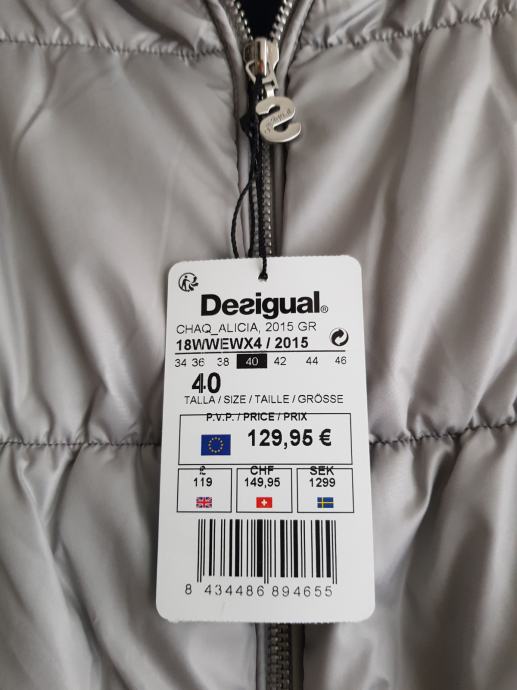 Desigual®
CHAQ_ALICIA, 2015 GR
18WWEWX4 / 2015
34 36 38 40 42 44 46
40
TALLA / SIZE / TAILLE / GRÖSSE
P.V.P. / PRICE / PRIX
129,95 €
£ CHF SEK
119 149,95 1299
8 434486 894655